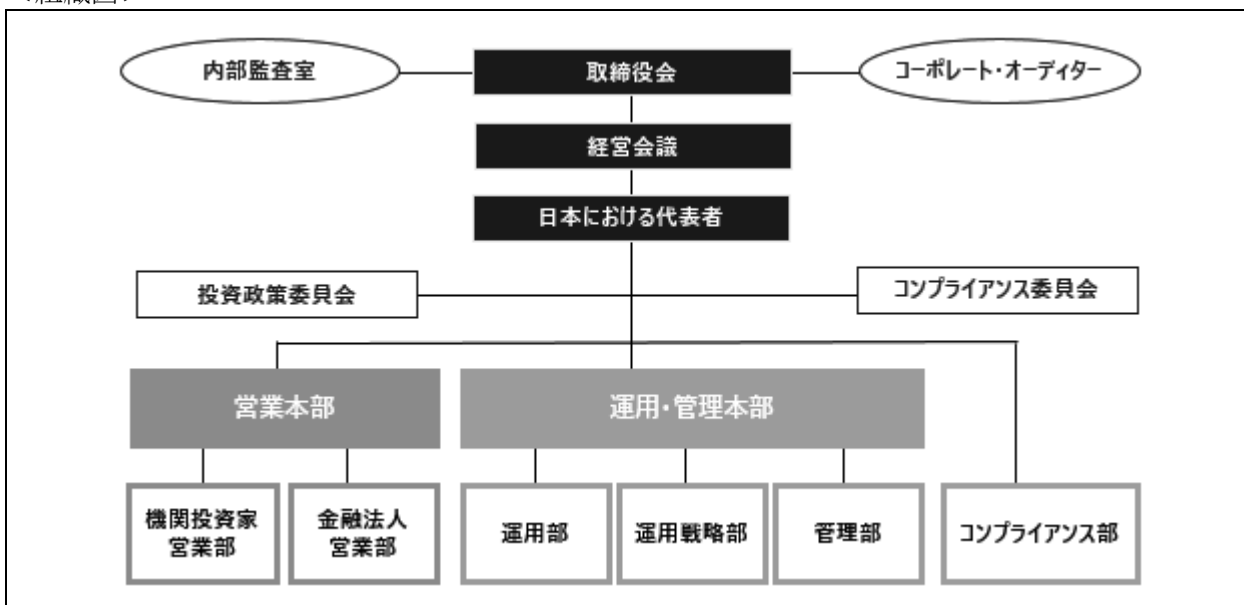 <組織図>
内部監査室
取締役会
コーポレート・オーディター
経営会議
日本における代表者
投資政策委員会
コンプライアンス委員会
営業本部
運用・管理本部
機関投資家
営業部
金融法人
営業部
運用部
運用戦略部
管理部
コンプライアンス部